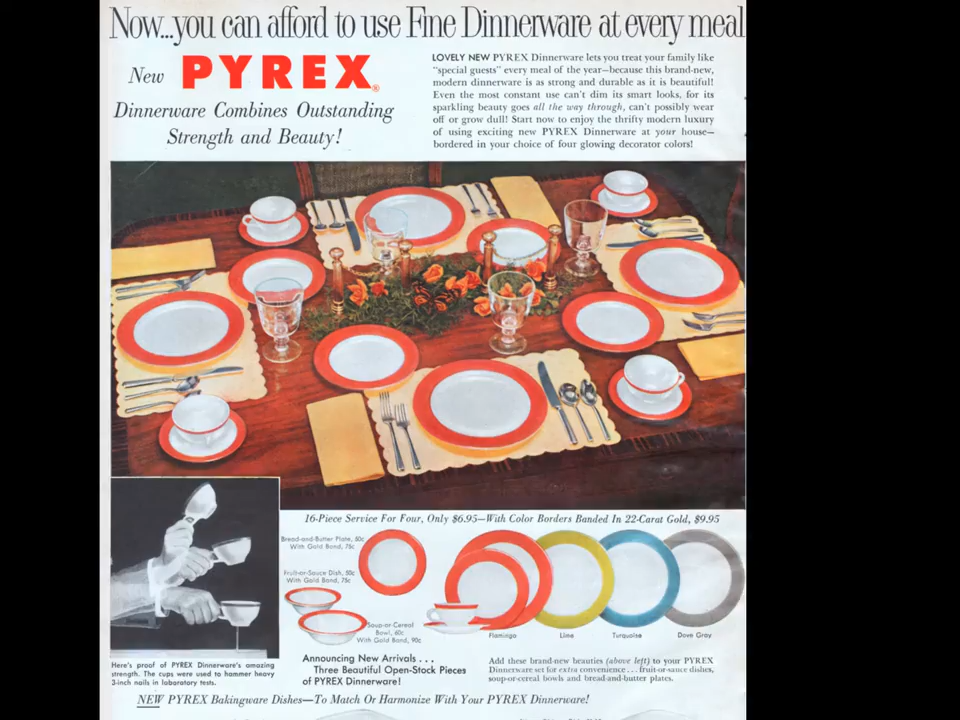 Now...you can afford to use Fine Dinnerware at every meal
New PYREX®
Dinnerware Combines Outstanding
Strength and Beauty!
LOVELY NEW PYREX Dinnerware lets you treat your family like
"special guests" every meal of the year—because this brand-new,
modern dinnerware is as strong and durable as it is beautiful!
Even the most constant use can't dim its smart looks, for its
sparkling beauty goes all the way through, can't possibly wear
off or grow dull! Start now to enjoy the thrifty modern luxury
of using exciting new PYREX Dinnerware at your house—
bordered in your choice of four glowing decorator colors!
16-Piece Service For Four, Only $6.95—With Color Borders Banded In 22-Carat Gold, $9.95
Bread-and-Butter Plate, 50c
With Gold Band, 75c
Fruit-or-Sauce Dish, 50c
With Gold Band, 75c
Soup-or-Cereal
Bowl, 60c
With Gold Band, 90c
Flamingo
Lime
Turquoise
Dove Gray
Here's proof of PYREX Dinnerware's amazing
strength. The cups were used to hammer heavy
3-inch nails in laboratory tests.
Announcing New Arrivals . . .
Three Beautiful Open-Stock Pieces
of PYREX Dinnerware!
Add these brand-new beauties (above left) to your PYREX
Dinnerware set for extra convenience . . . fruit-or-sauce dishes,
soup-or-cereal bowls and bread-and-butter plates.
NEW PYREX Bakingware Dishes—To Match Or Harmonize With Your PYREX Dinnerware!